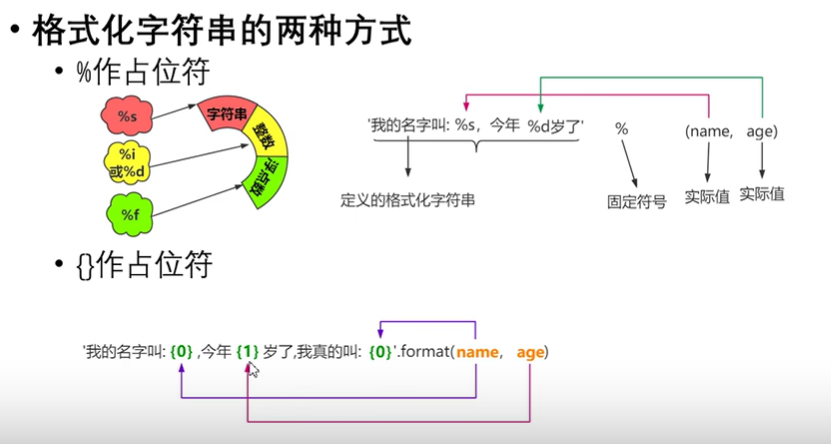 • 格式化字符串的两种方式
• %作占位符
%s
字符串
%i
或%d
整数
%f
浮点数
'我的名字叫: %s，今年 %d岁了' % (name, age)
定义的格式化字符串
固定符号
实际值
实际值
• {}作占位符
'我的名字叫: {0} ,今年 {1} 岁了,我真的叫: {0}'.format(name, age)